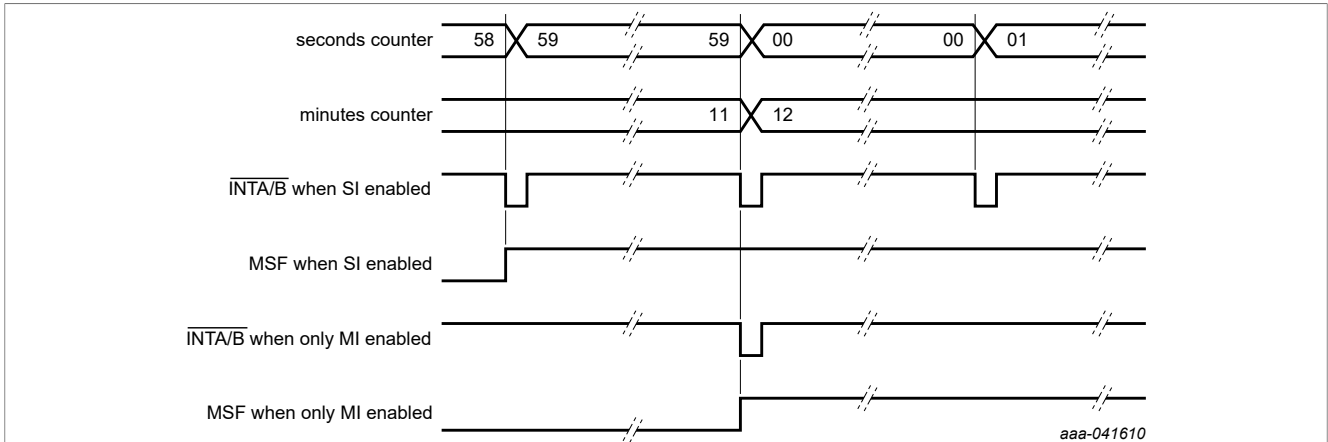 seconds counter 58 59 59 00 00 01
minutes counter 11 12
INTA/B when SI enabled
MSF when SI enabled
INTA/B when only MI enabled
MSF when only MI enabled
aaa-041610